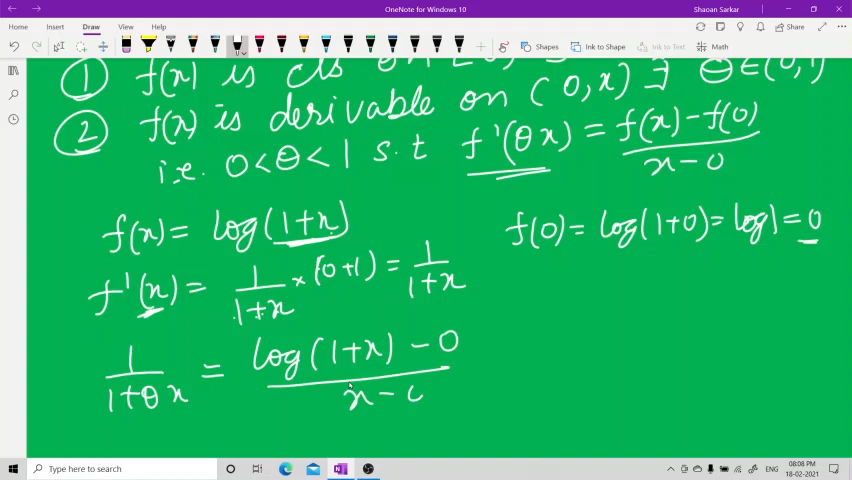 OneNote for Windows 10
Shaoan Sarkar
Home Insert Draw View Help
Share
Shapes Ink to Shape Ink to Text Math
① f(x) is cts on [0, ∃ θ∈(0,1)
② f(x) is derivable on (0,x)
i.e. 0<θ<1 s.t f'(θx) = f(x)-f(0) / x-0
f(x) = log(1+x)
f(0) = log(1+0) = log1 = 0
f'(x) = 1/1+x × (0+1) = 1/1+x
1/1+θx = log(1+x) - 0 / x-0
Type here to search
ENG
08:08 PM
18-02-2021